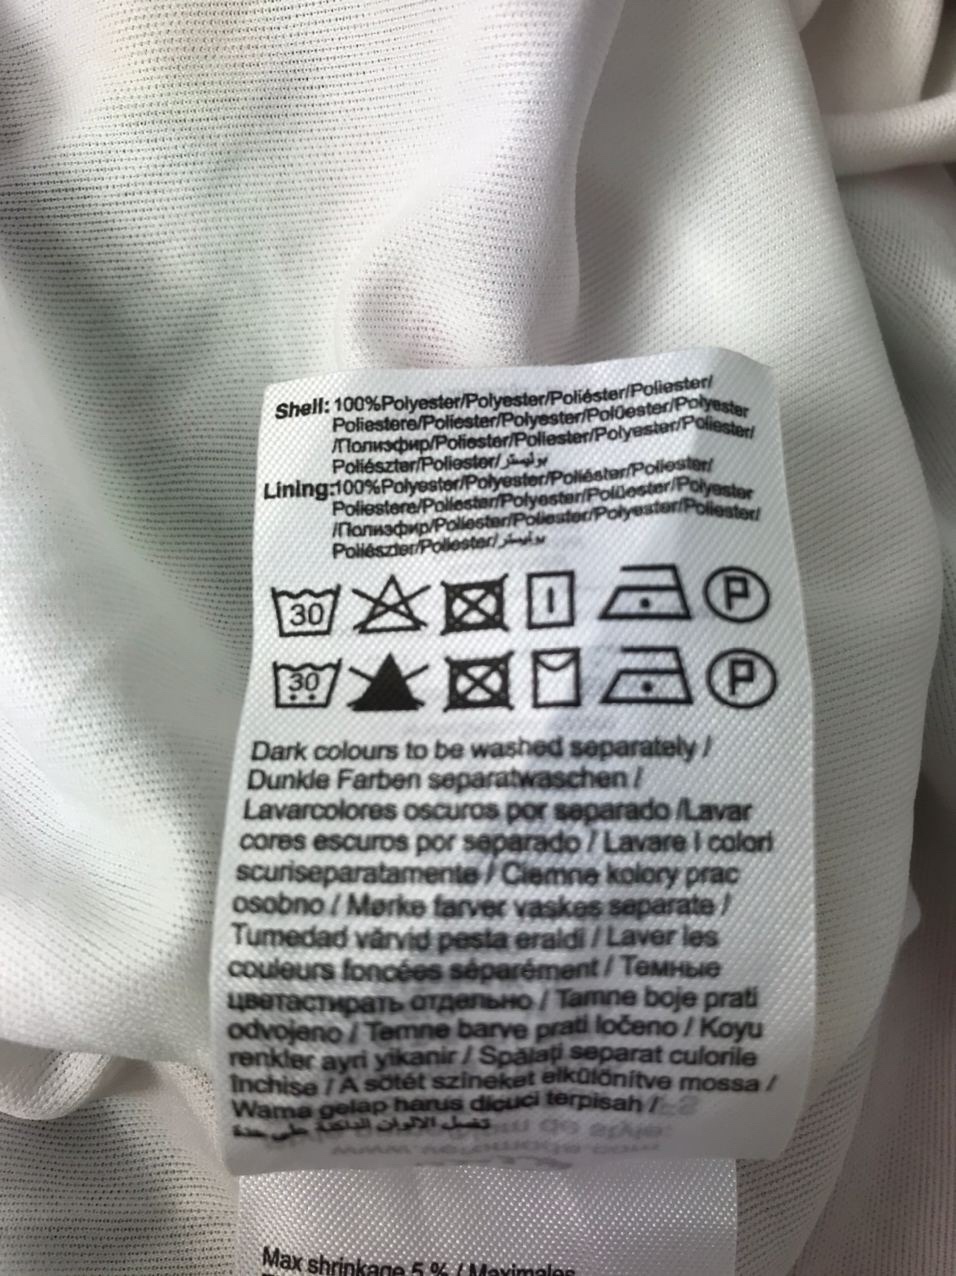 Shell: 100%Polyester/Polyester/Poliéster/Poliester/
Poliestere/Poliester/Polyester/Polüester/Polyester
/Полиэфир/Poliester/Poliester/Polyester/Poliester/
Poliészter/Poliester/بوليستر
Lining:100%Polyester/Polyester/Poliéster/Poliester/
Poliestere/Poliester/Polyester/Polüester/Polyester
/Полиэфир/Poliester/Poliester/Polyester/Poliester/
Poliészter/Poliester/بوليستر
30 P
30 P
Dark colours to be washed separately /
Dunkle Farben separatwaschen /
Lavarcolores oscuros por separado /Lavar
cores escuros por separado / Lavare i colori
scuriseparatamente / Ciemne kolory prac
osobno / Mørke farver vaskes separate /
Tumedad värvid pesta eraldi / Laver les
couleurs foncées séparément / Темные
цветастирать отдельно / Tamne boje prati
odvojeno / Temne barve prati ločeno / Koyu
renkler ayri yikanir / Spălați separat culorile
închise / A sötét színeket elkülönítve mossa /
Warna gelap harus dicuci terpisah /
تغسل الالوان الداكنة على حدة
Max shrinkage 5 % / Maximales